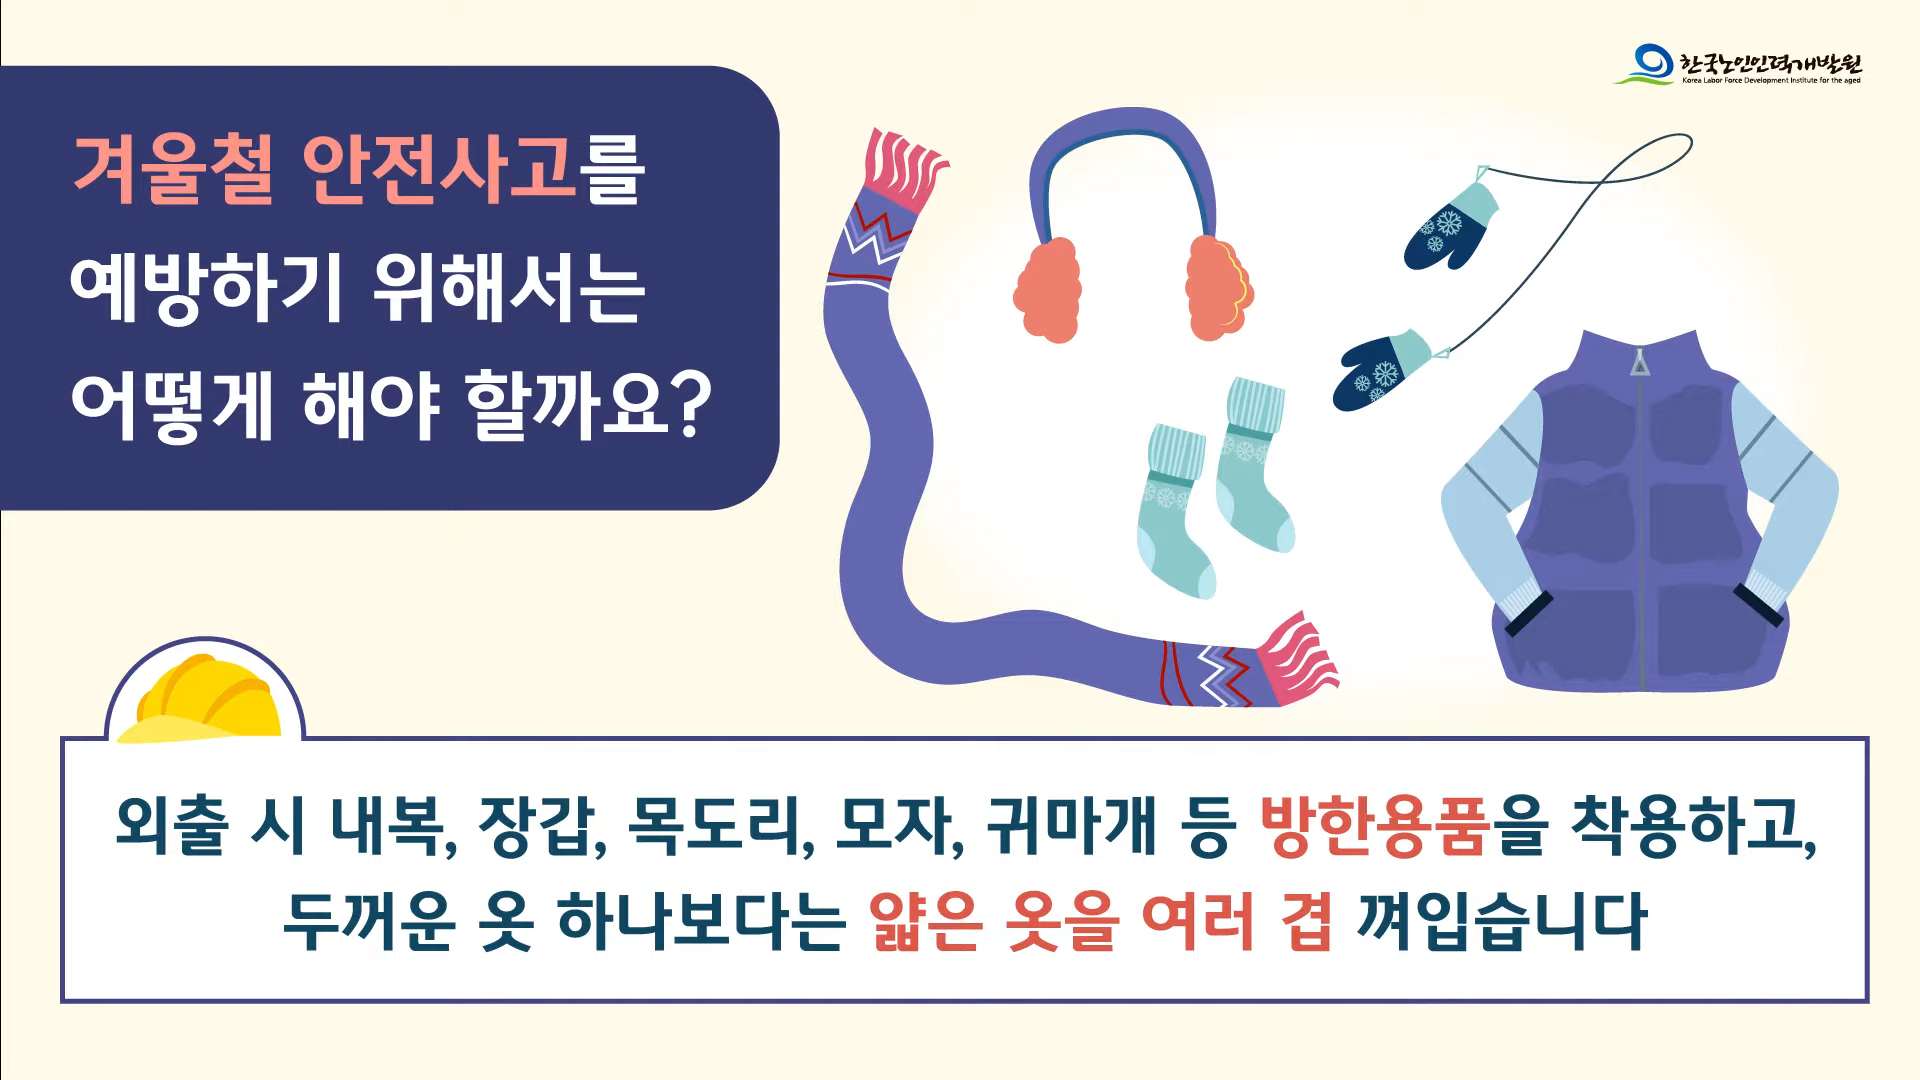 한국노인인력개발원
Korea Labor Force Development Institute for the aged
겨울철 안전사고를
예방하기 위해서는
어떻게 해야 할까요?
외출 시 내복, 장갑, 목도리, 모자, 귀마개 등 방한용품을 착용하고,
두꺼운 옷 하나보다는 얇은 옷을 여러 겹 껴입습니다